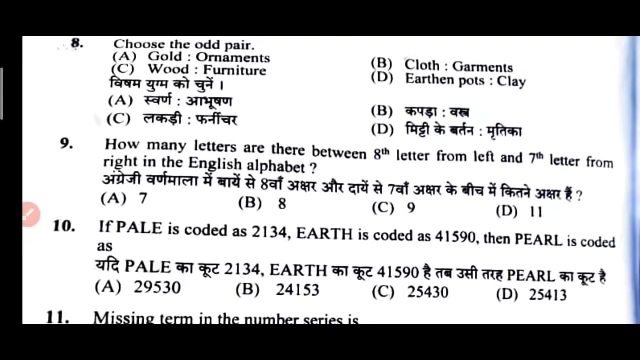 8. Choose the odd pair.
(A) Gold : Ornaments (B) Cloth : Garments
(C) Wood : Furniture (D) Earthen pots : Clay
विषम युग्म को चुनें ।
(A) स्वर्ण : आभूषण (B) कपड़ा : वस्त्र
(C) लकड़ी : फर्नीचर (D) मिट्टी के बर्तन : मृतिका
9. How many letters are there between 8th letter from left and 7th letter from
right in the English alphabet ?
अंग्रेजी वर्णमाला में बायें से 8वाँ अक्षर और दायें से 7वाँ अक्षर के बीच में कितने अक्षर हैं ?
(A) 7 (B) 8 (C) 9 (D) 11
10. If PALE is coded as 2134, EARTH is coded as 41590, then PEARL is coded
as
यदि PALE का कूट 2134, EARTH का कूट 41590 है तब उसी तरह PEARL का कूट है
(A) 29530 (B) 24153 (C) 25430 (D) 25413
11. Missing term in the number series is